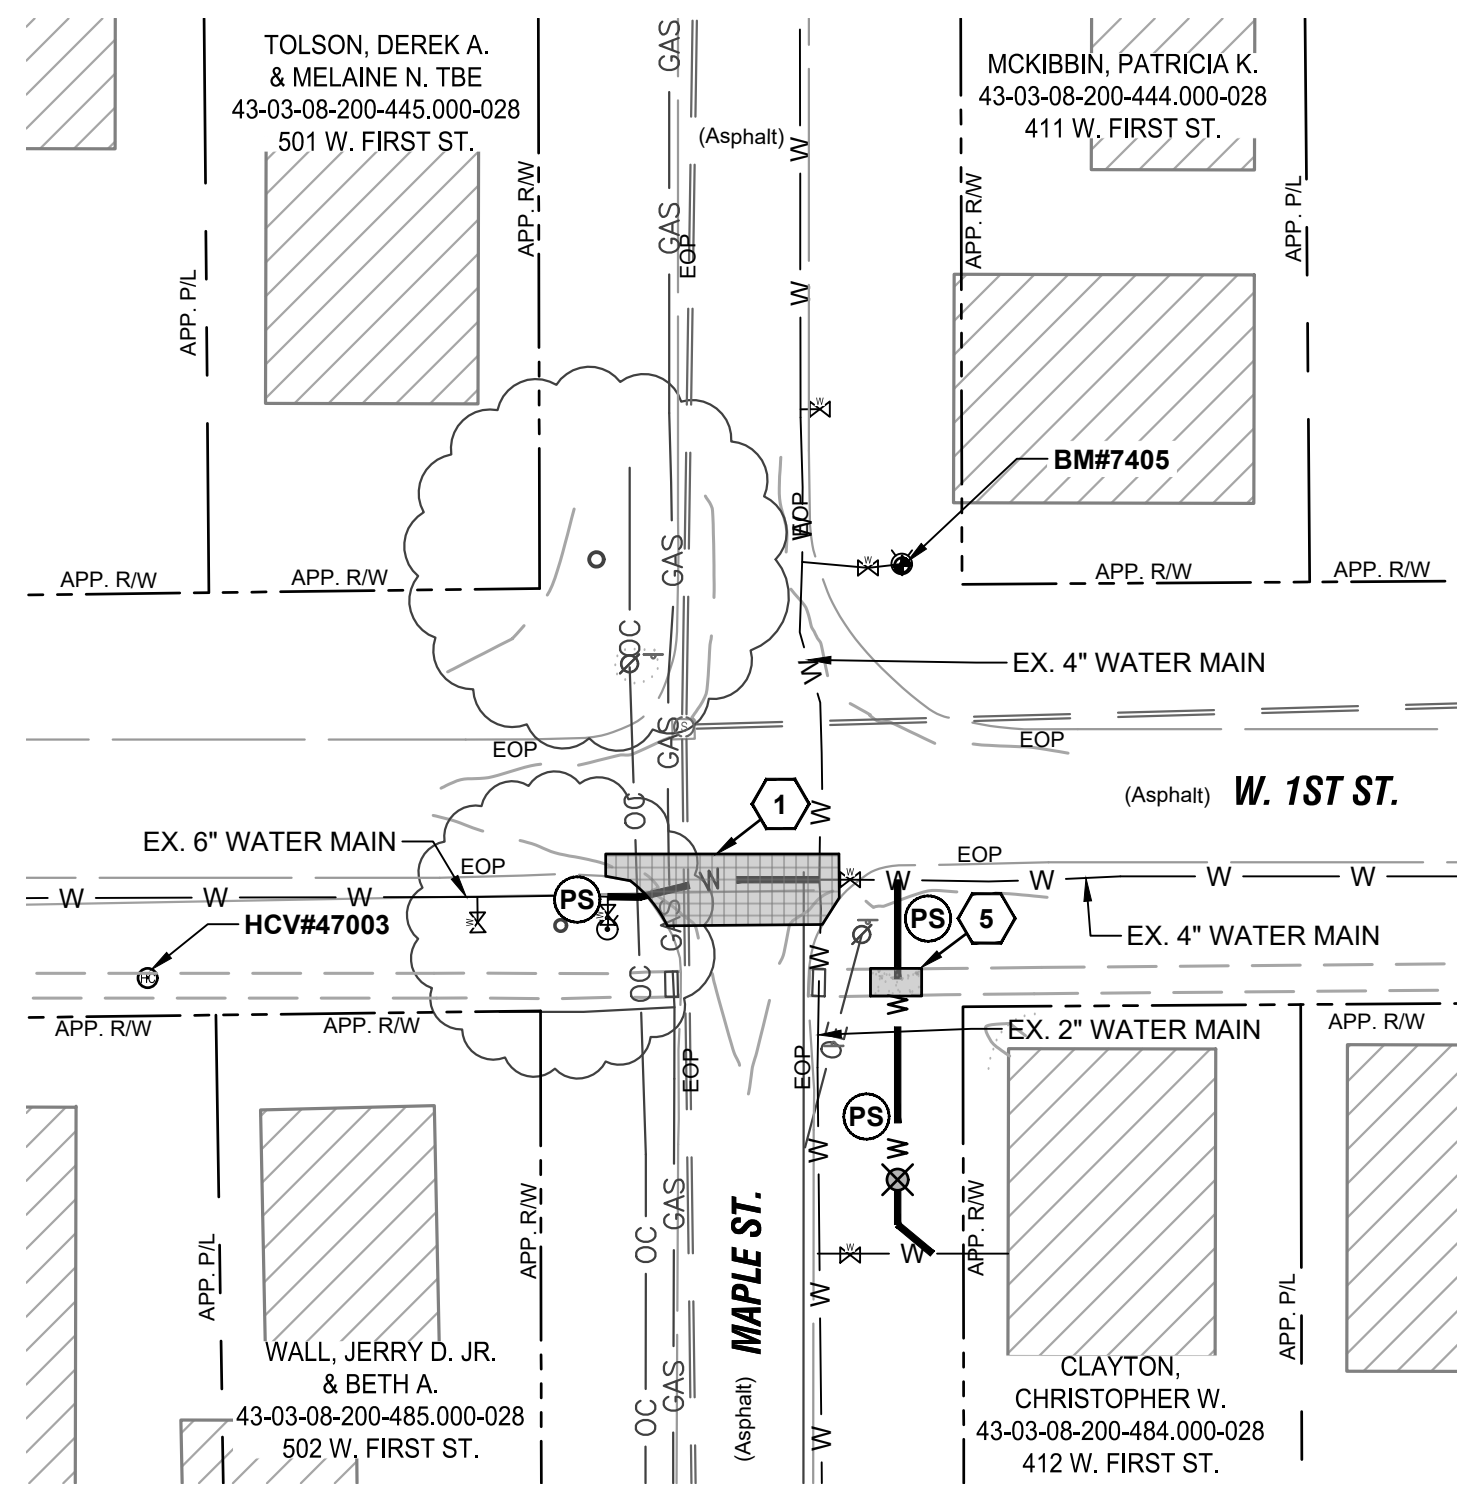 TOLSON, DEREK A.
& MELAINE N. TBE
43-03-08-200-445.000-028
501 W. FIRST ST.
MCKIBBIN, PATRICIA K.
43-03-08-200-444.000-028
411 W. FIRST ST.
GAS
(Asphalt)
W
APP. R/W
GAS
EOP
APP. R/W
APP. P/L
APP. P/L
W
W
BM#7405
EOP
W
GAS
W
APP. R/W
APP. R/W
APP. R/W
APP. R/W
OC
W
EX. 4" WATER MAIN
S
GAS
EOP
EOP
(Asphalt)
W. 1ST ST.
1
OC
W
EX. 6" WATER MAIN
EOP
EOP
W
W
W
PS
W
W
W
W
W
W
W
W
HCV#47003
GAS
PS
5
EX. 4" WATER MAIN
HC
OC
W
W
APP. R/W
APP. R/W
EX. 2" WATER MAIN
APP. R/W
OC
EOP
EOP
PS
W
W
GAS
MAPLE ST.
APP. R/W
APP. R/W
OC
W
W
APP. P/L
W
APP. P/L
WALL, JERRY D. JR.
& BETH A.
43-03-08-200-485.000-028
502 W. FIRST ST.
GAS
OC
(Asphalt)
W
CLAYTON,
CHRISTOPHER W.
43-03-08-200-484.000-028
412 W. FIRST ST.